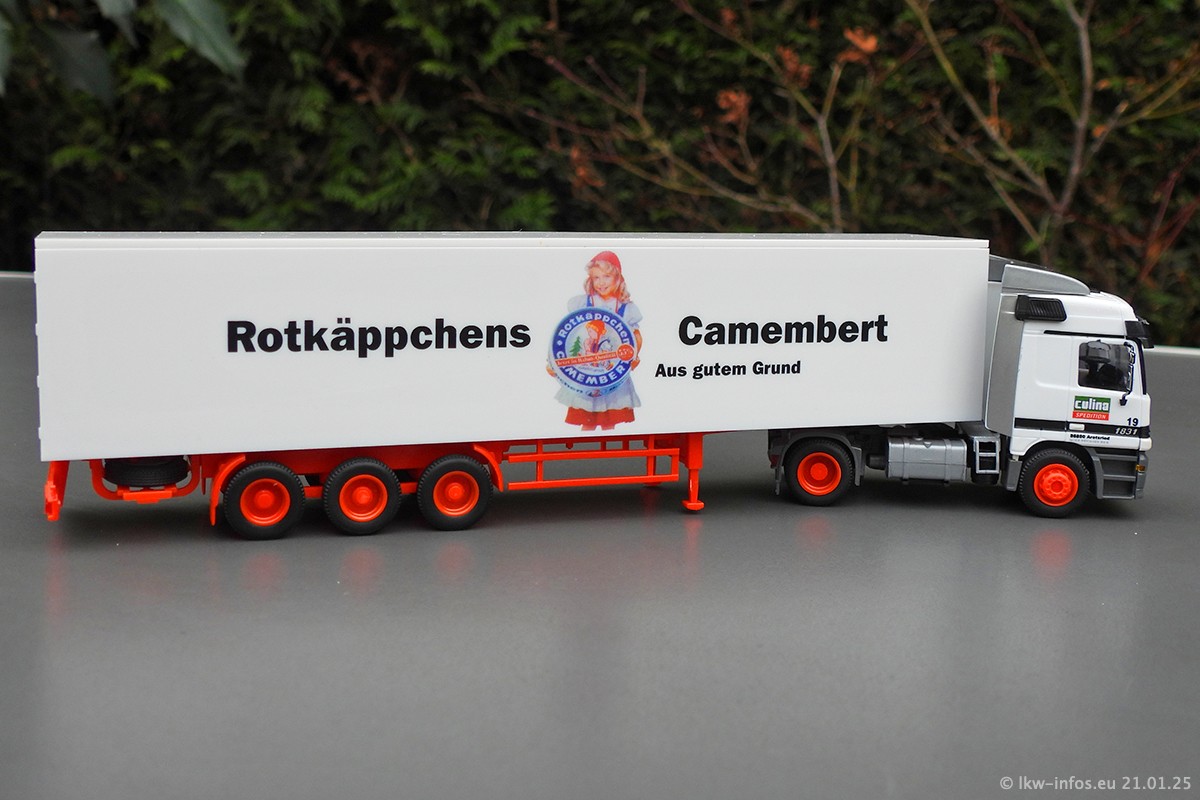 Rotkäppchens
Camembert
Aus gutem Grund
Rotkäppchen
CAMEMBERT
culina
SPEDITION
19
1831
© lkw-infos.eu 21.01.25